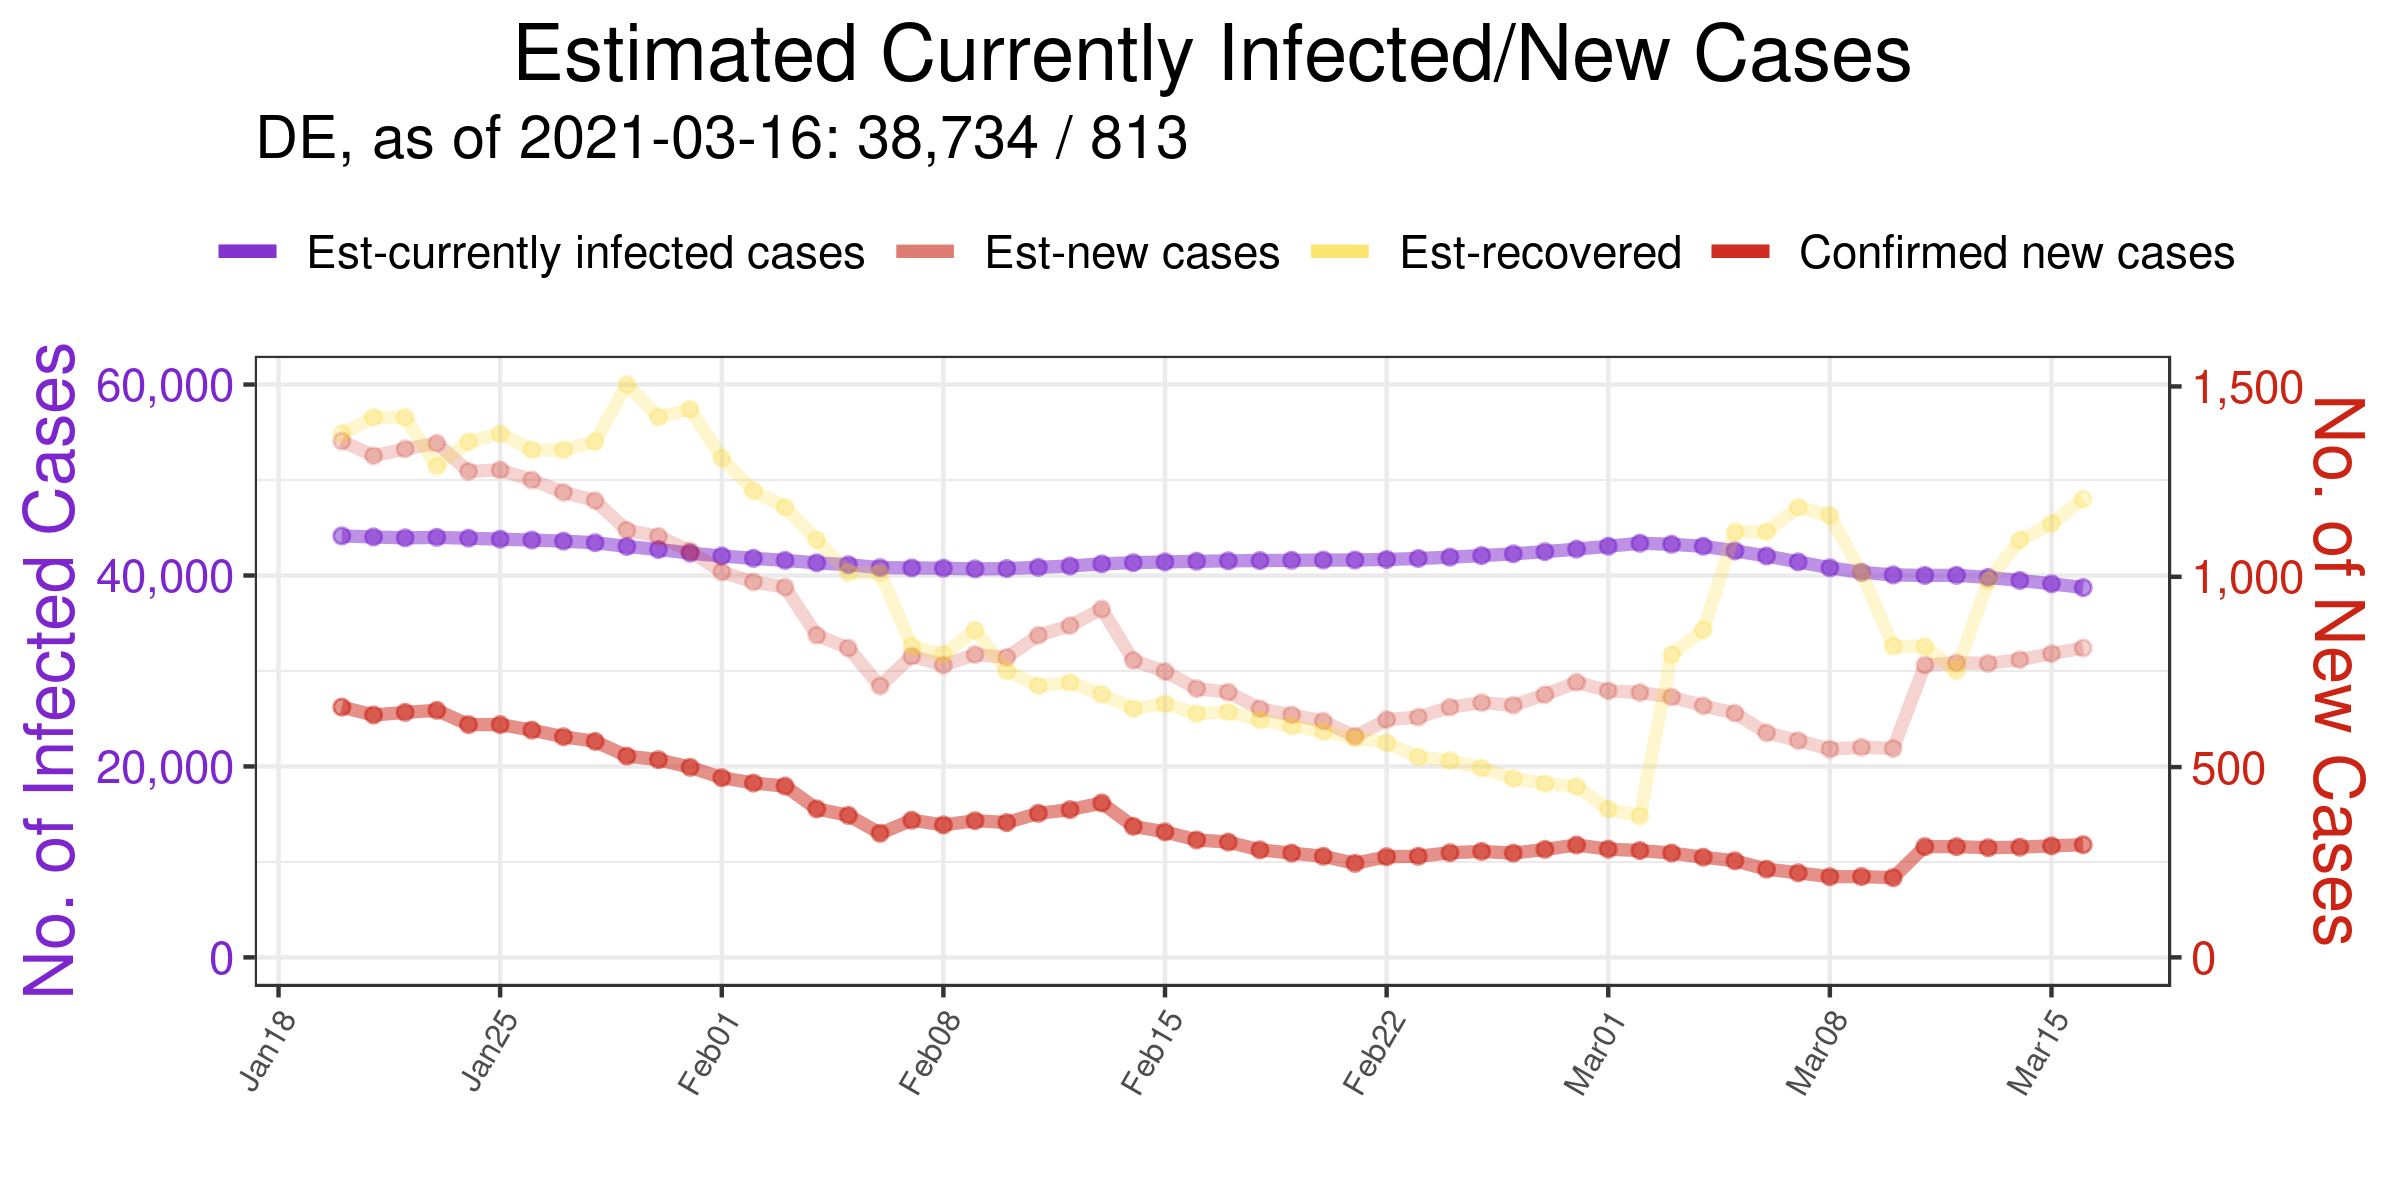 Estimated Currently Infected/New Cases
DE, as of 2021-03-16: 38,734 / 813
Est-currently infected cases Est-new cases Est-recovered Confirmed new cases
No. of Infected Cases
60,000
40,000
20,000
0
1,500
1,000
500
0
No. of New Cases
Jan18 Jan25 Feb01 Feb08 Feb15 Feb22 Mar01 Mar08 Mar15